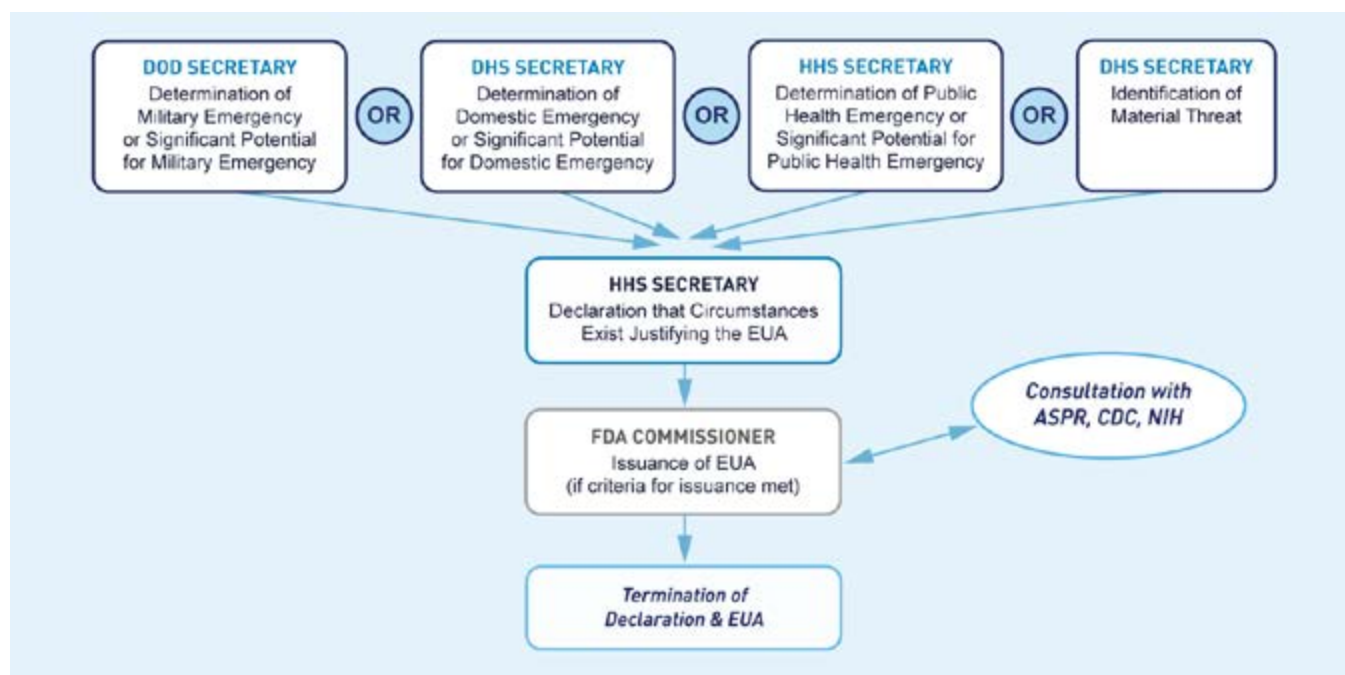 DOD SECRETARY
Determination of
Military Emergency
or Significant Potential
for Military Emergency
OR
DHS SECRETARY
Determination of
Domestic Emergency
or Significant Potential
for Domestic Emergency
OR
HHS SECRETARY
Determination of Public
Health Emergency or
Significant Potential for
Public Health Emergency
OR
DHS SECRETARY
Identification of
Material Threat
HHS SECRETARY
Declaration that Circumstances
Exist Justifying the EUA
Consultation with
ASPR, CDC, NIH
FDA COMMISSIONER
Issuance of EUA
(if criteria for issuance met)
Termination of
Declaration & EUA